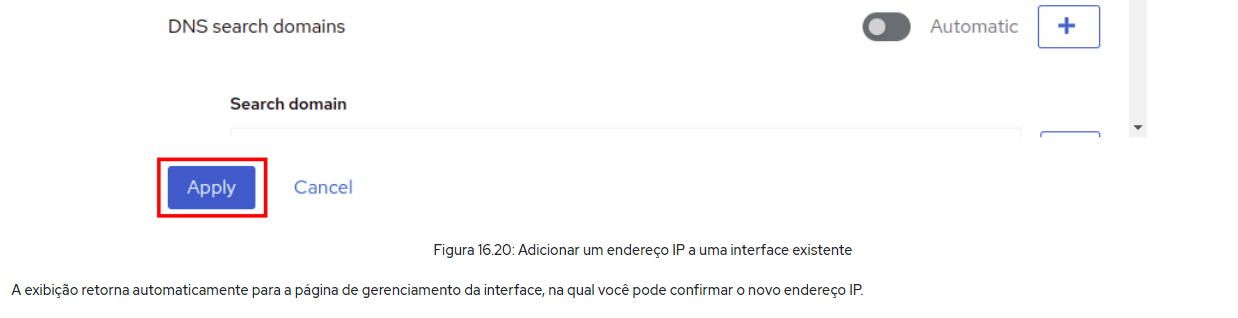 DNS search domains
Automatic
+
Search domain
Apply
Cancel
Figura 16.20: Adicionar um endereço IP a uma interface existente
A exibição retorna automaticamente para a página de gerenciamento da interface, na qual você pode confirmar o novo endereço IP.